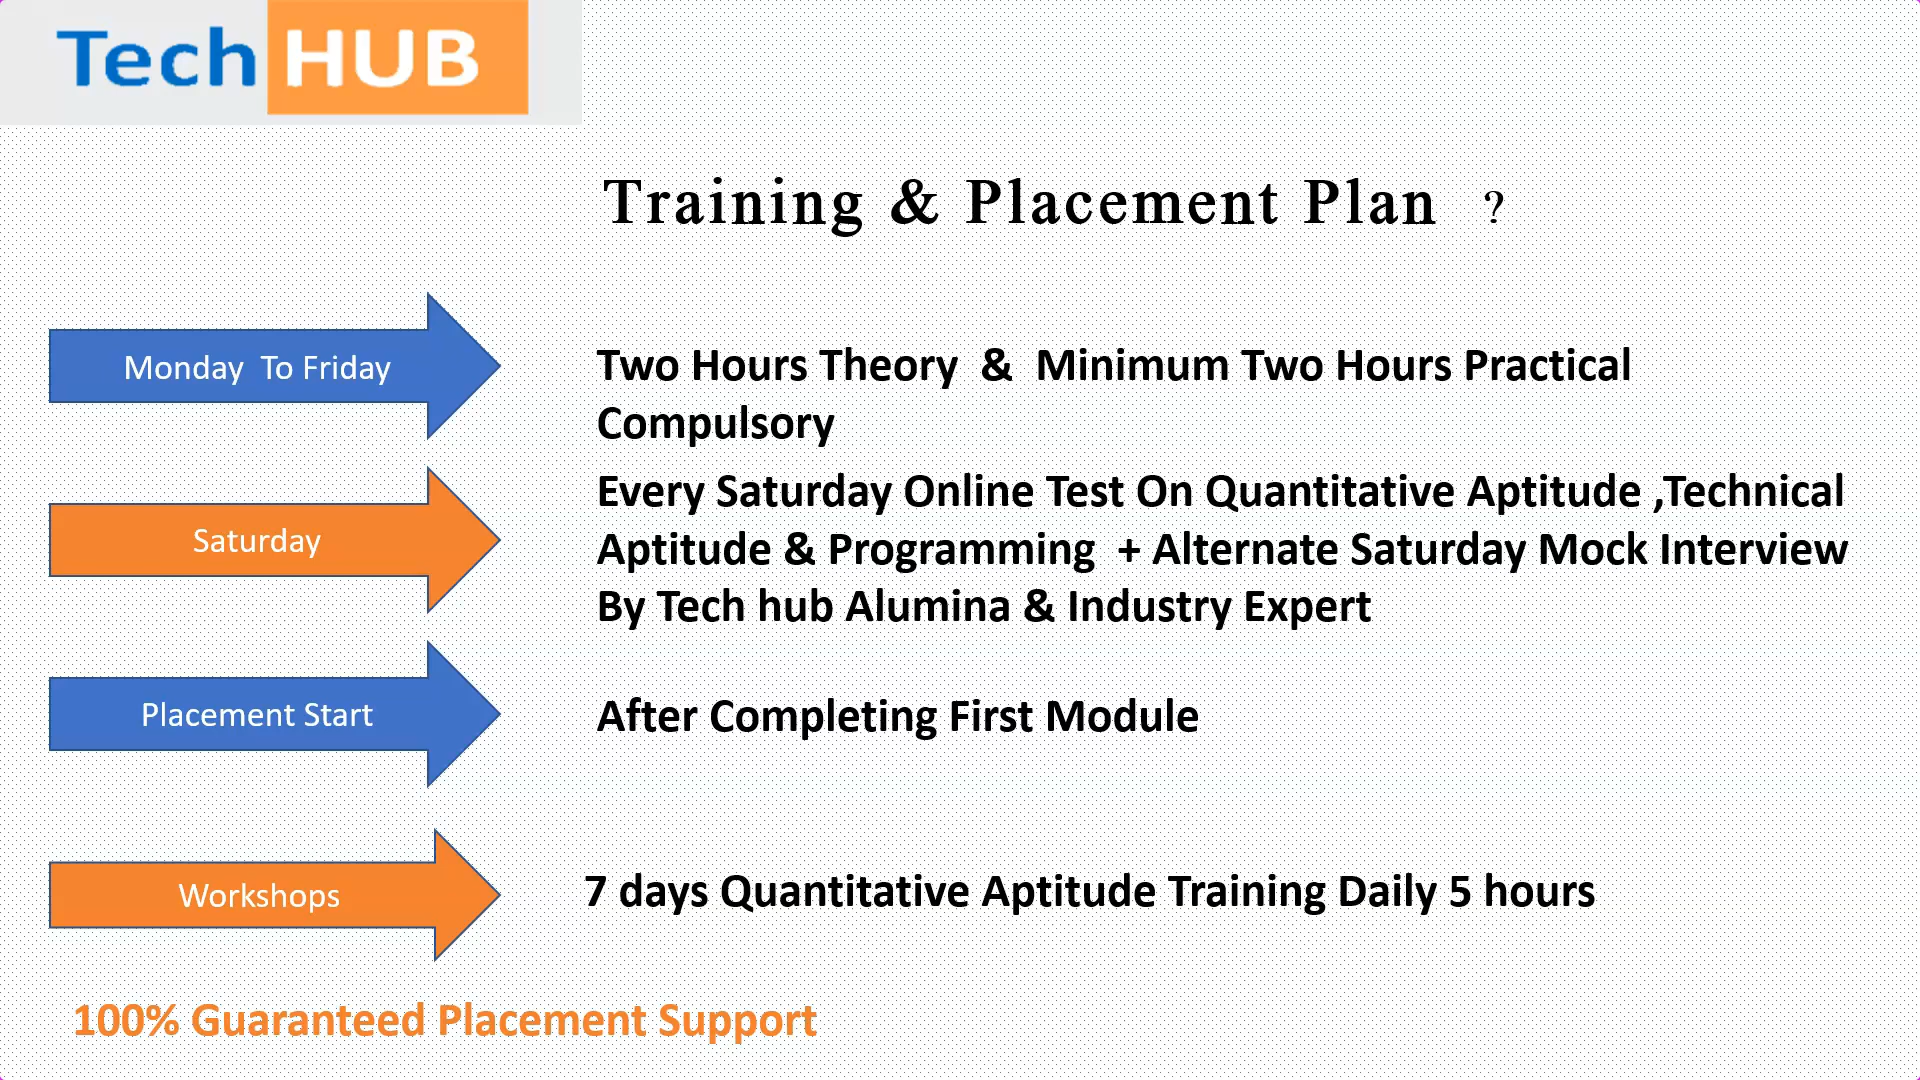 Tech HUB
Training & Placement Plan ?
Monday To Friday
Two Hours Theory & Minimum Two Hours Practical
Compulsory
Saturday
Every Saturday Online Test On Quantitative Aptitude ,Technical
Aptitude & Programming + Alternate Saturday Mock Interview
By Tech hub Alumina & Industry Expert
Placement Start
After Completing First Module
Workshops
7 days Quantitative Aptitude Training Daily 5 hours
100% Guaranteed Placement Support